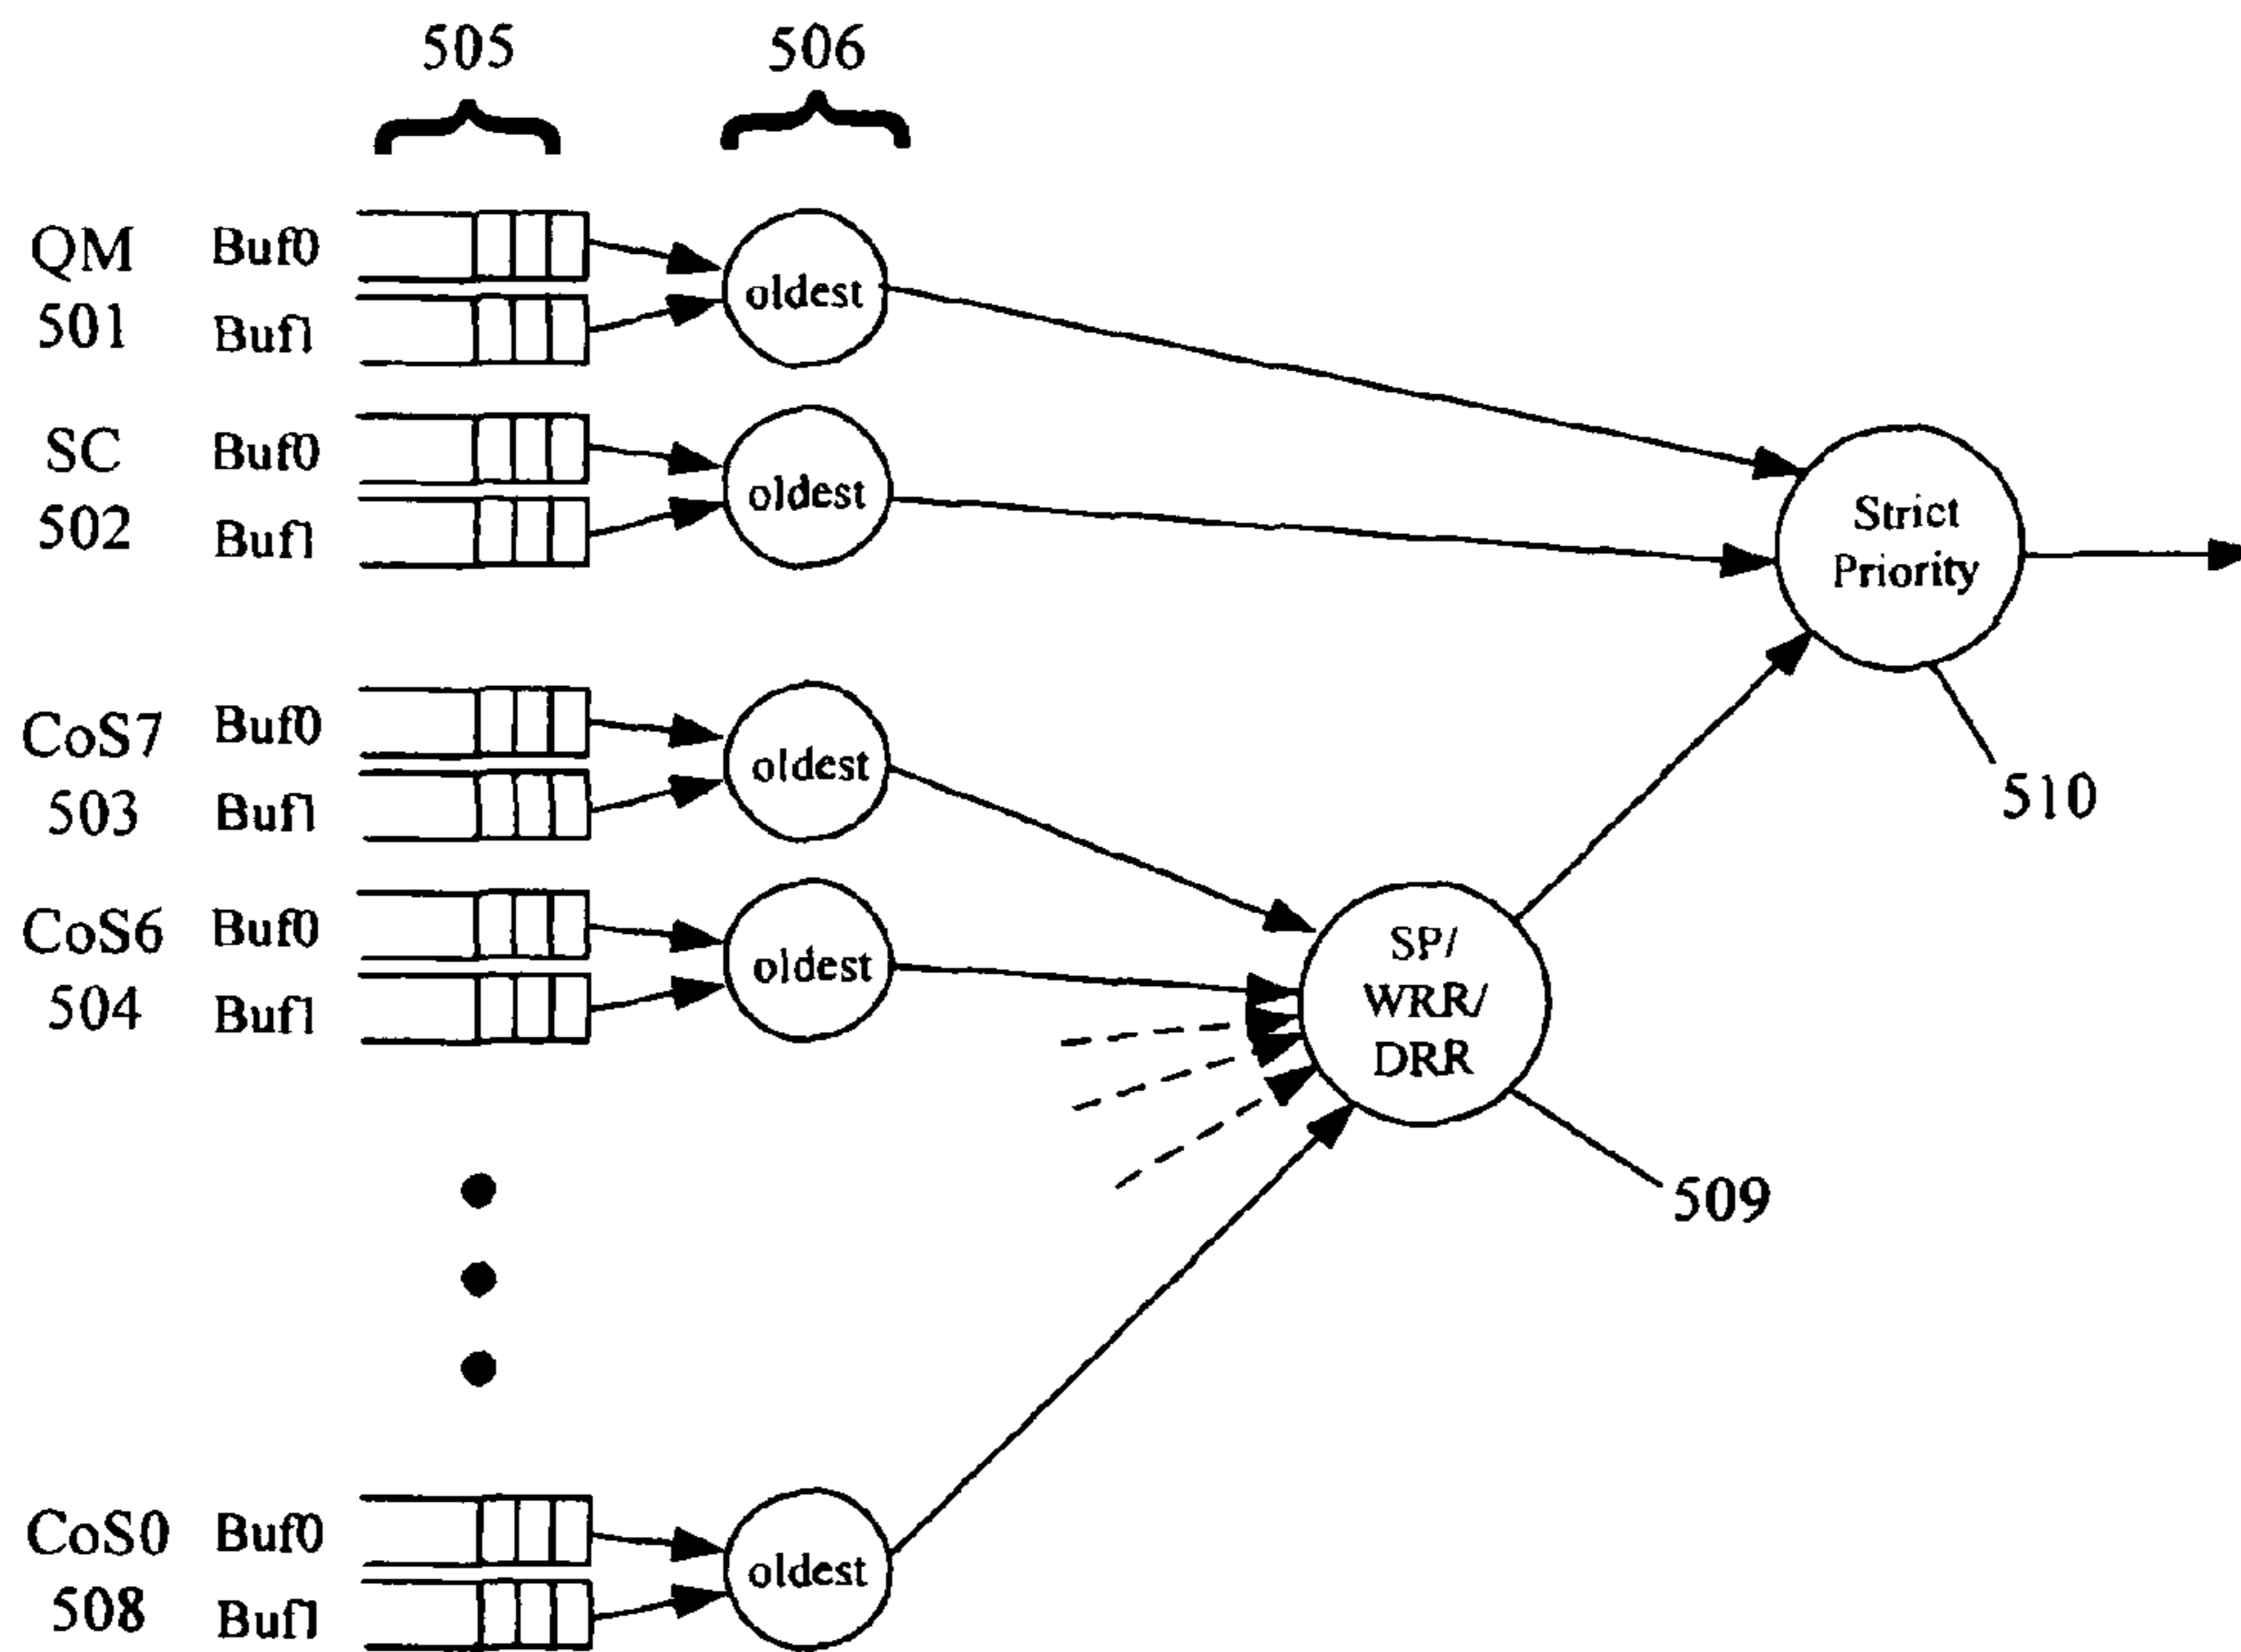 505 506
QM Buf0
501 Buf1
oldest
SC Buf0
502 Buf1
oldest
Strict
Priority
510
CoS7 Buf0
503 Buf1
oldest
CoS6 Buf0
504 Buf1
oldest
SP/
WRR/
DRR
509
CoS0 Buf0
508 Buf1
oldest